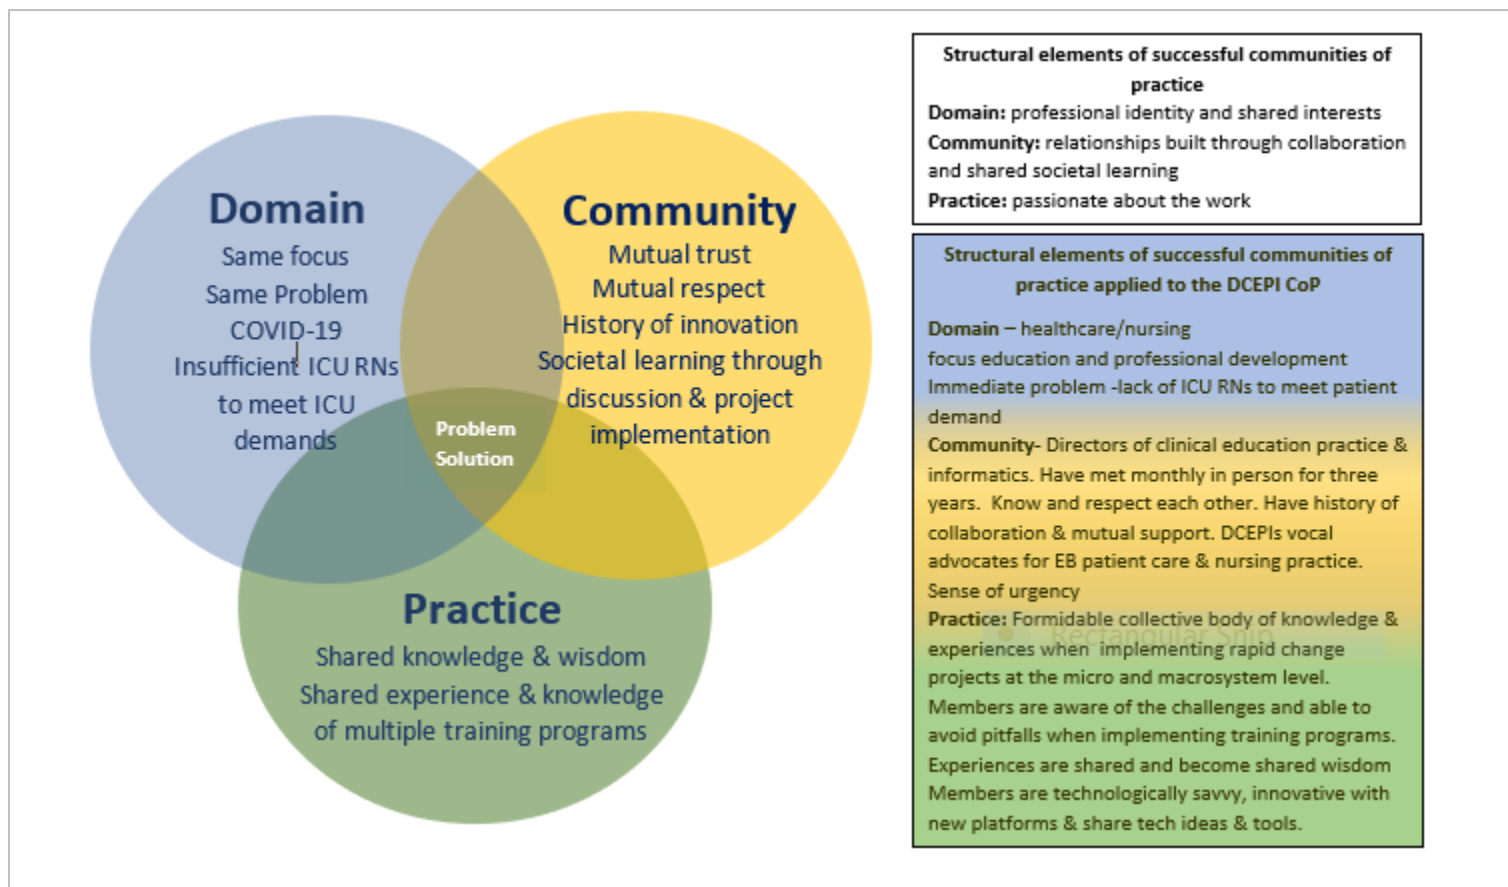 Domain
Same focus
Same Problem
COVID-19
Insufficient ICU RNs
to meet ICU
demands
Community
Mutual trust
Mutual respect
History of innovation
Societal learning through
discussion & project
implementation
Problem
Solution
Practice
Shared knowledge & wisdom
Shared experience & knowledge
of multiple training programs
Structural elements of successful communities of
practice
Domain: professional identity and shared interests
Community: relationships built through collaboration
and shared societal learning
Practice: passionate about the work
Structural elements of successful communities of
practice applied to the DCEPI CoP
Domain – healthcare/nursing
focus education and professional development
Immediate problem -lack of ICU RNs to meet patient
demand
Community- Directors of clinical education practice &
informatics. Have met monthly in person for three
years. Know and respect each other. Have history of
collaboration & mutual support. DCEPIs vocal
advocates for EB patient care & nursing practice.
Sense of urgency
Practice: Formidable collective body of knowledge &
Rectangular Snip
experiences when implementing rapid change
projects at the micro and macrosystem level.
Members are aware of the challenges and able to
avoid pitfalls when implementing training programs.
Experiences are shared and become shared wisdom
Members are technologically savvy, innovative with
new platforms & share tech ideas & tools.